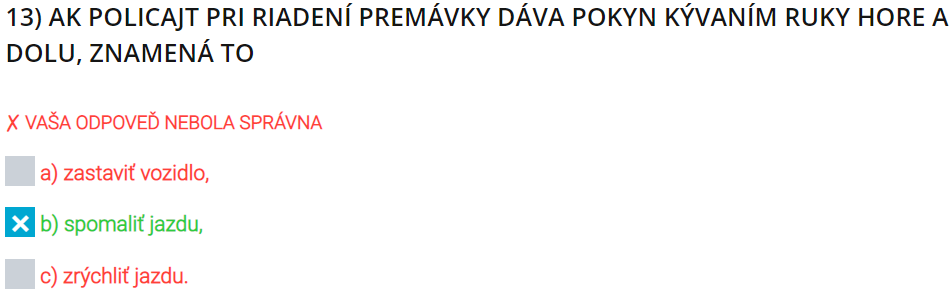 13) AK POLICAJT PRI RIADENÍ PREMÁVKY DÁVA POKYN KÝVANÍM RUKY HORE A
DOLU, ZNAMENÁ TO
✗ VAŠA ODPOVEĎ NEBOLA SPRÁVNA
a) zastaviť vozidlo,
b) spomaliť jazdu,
c) zrýchliť jazdu.